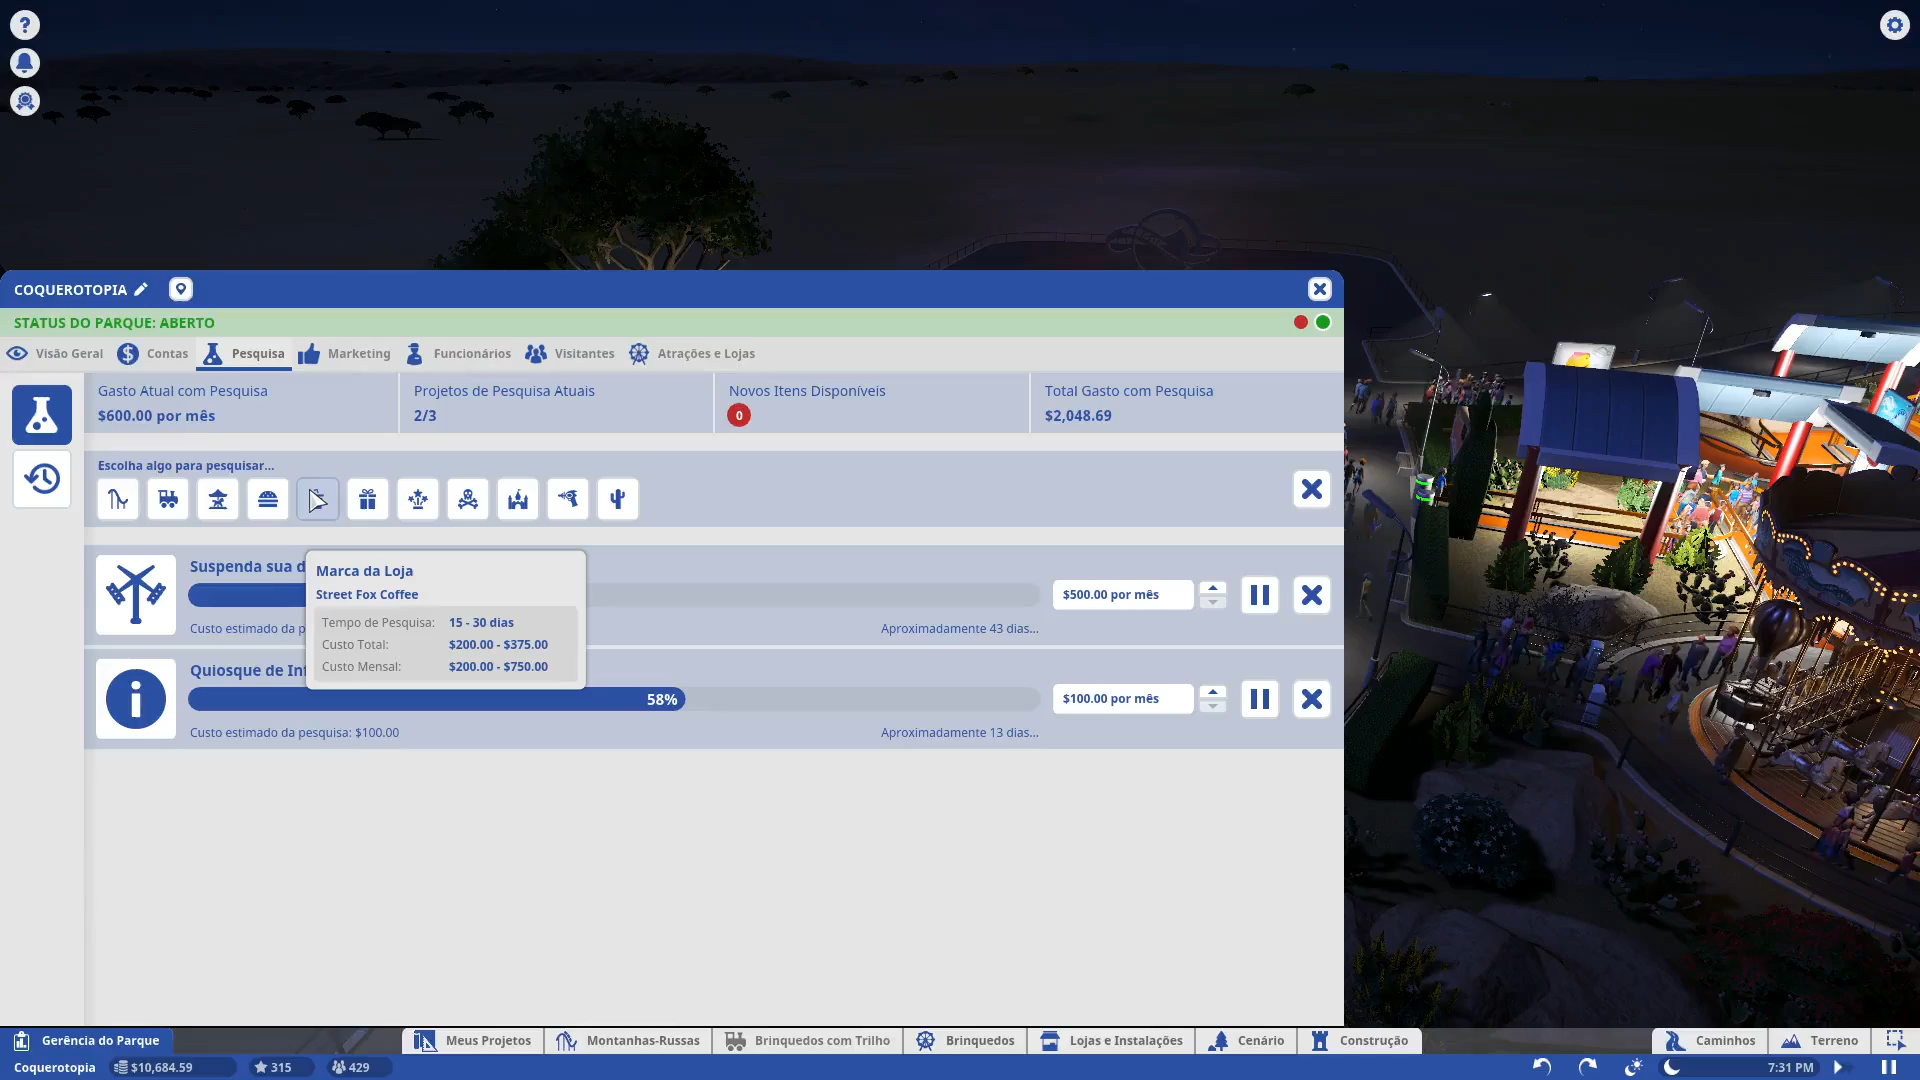 ?
COQUEROTOPIA
STATUS DO PARQUE: ABERTO
Visão Geral
Contas
Pesquisa
Marketing
Funcionários
Visitantes
Atrações e Lojas
Gasto Atual com Pesquisa
$600.00 por mês
Projetos de Pesquisa Atuais
2/3
Novos Itens Disponíveis
0
Total Gasto com Pesquisa
$2,048.69
Escolha algo para pesquisar...
Suspenda sua d
$500.00 por mês
Custo estimado da p
Aproximadamente 43 dias...
Marca da Loja
Street Fox Coffee
Tempo de Pesquisa: 15 - 30 dias
Custo Total: $200.00 - $375.00
Custo Mensal: $200.00 - $750.00
Quiosque de Inf
58%
$100.00 por mês
Custo estimado da pesquisa: $100.00
Aproximadamente 13 dias...
Gerência do Parque
Meus Projetos
Montanhas-Russas
Brinquedos com Trilho
Brinquedos
Lojas e Instalações
Cenário
Construção
Caminhos
Terreno
Coquerotopia
$10,684.59
315
429
7:31 PM